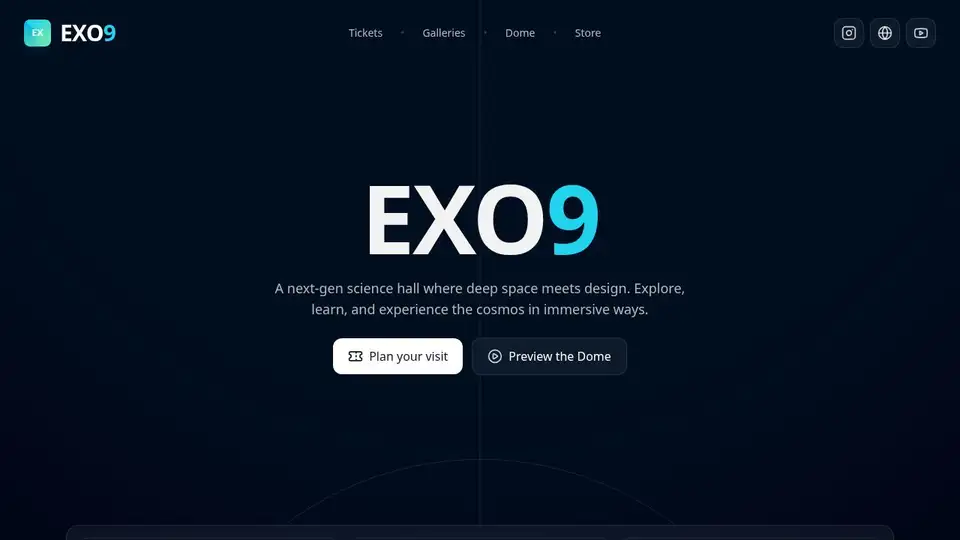 EX EXO9
Tickets
Galleries
Dome
Store
EXO9
A next-gen science hall where deep space meets design. Explore,
learn, and experience the cosmos in immersive ways.
Plan your visit
Preview the Dome